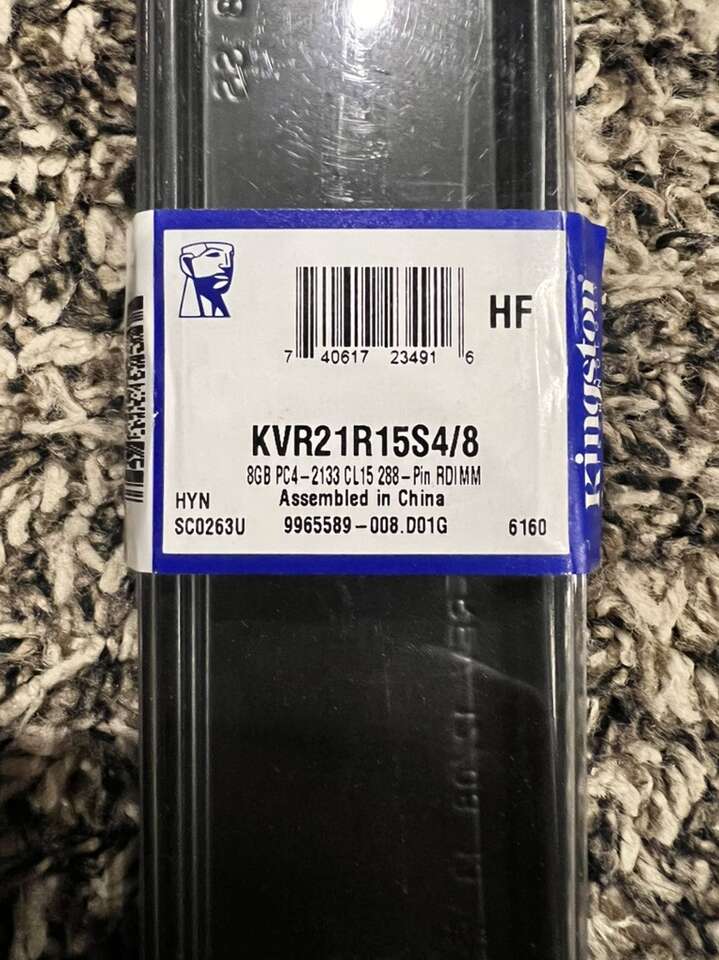 HF
7 40617 23491 6
KVR21R15S4/8
8GB PC4-2133 CL15 288-Pin RDIMM
HYN
Assembled in China
SC0263U 9965589-008.D01G 6160
Kingston